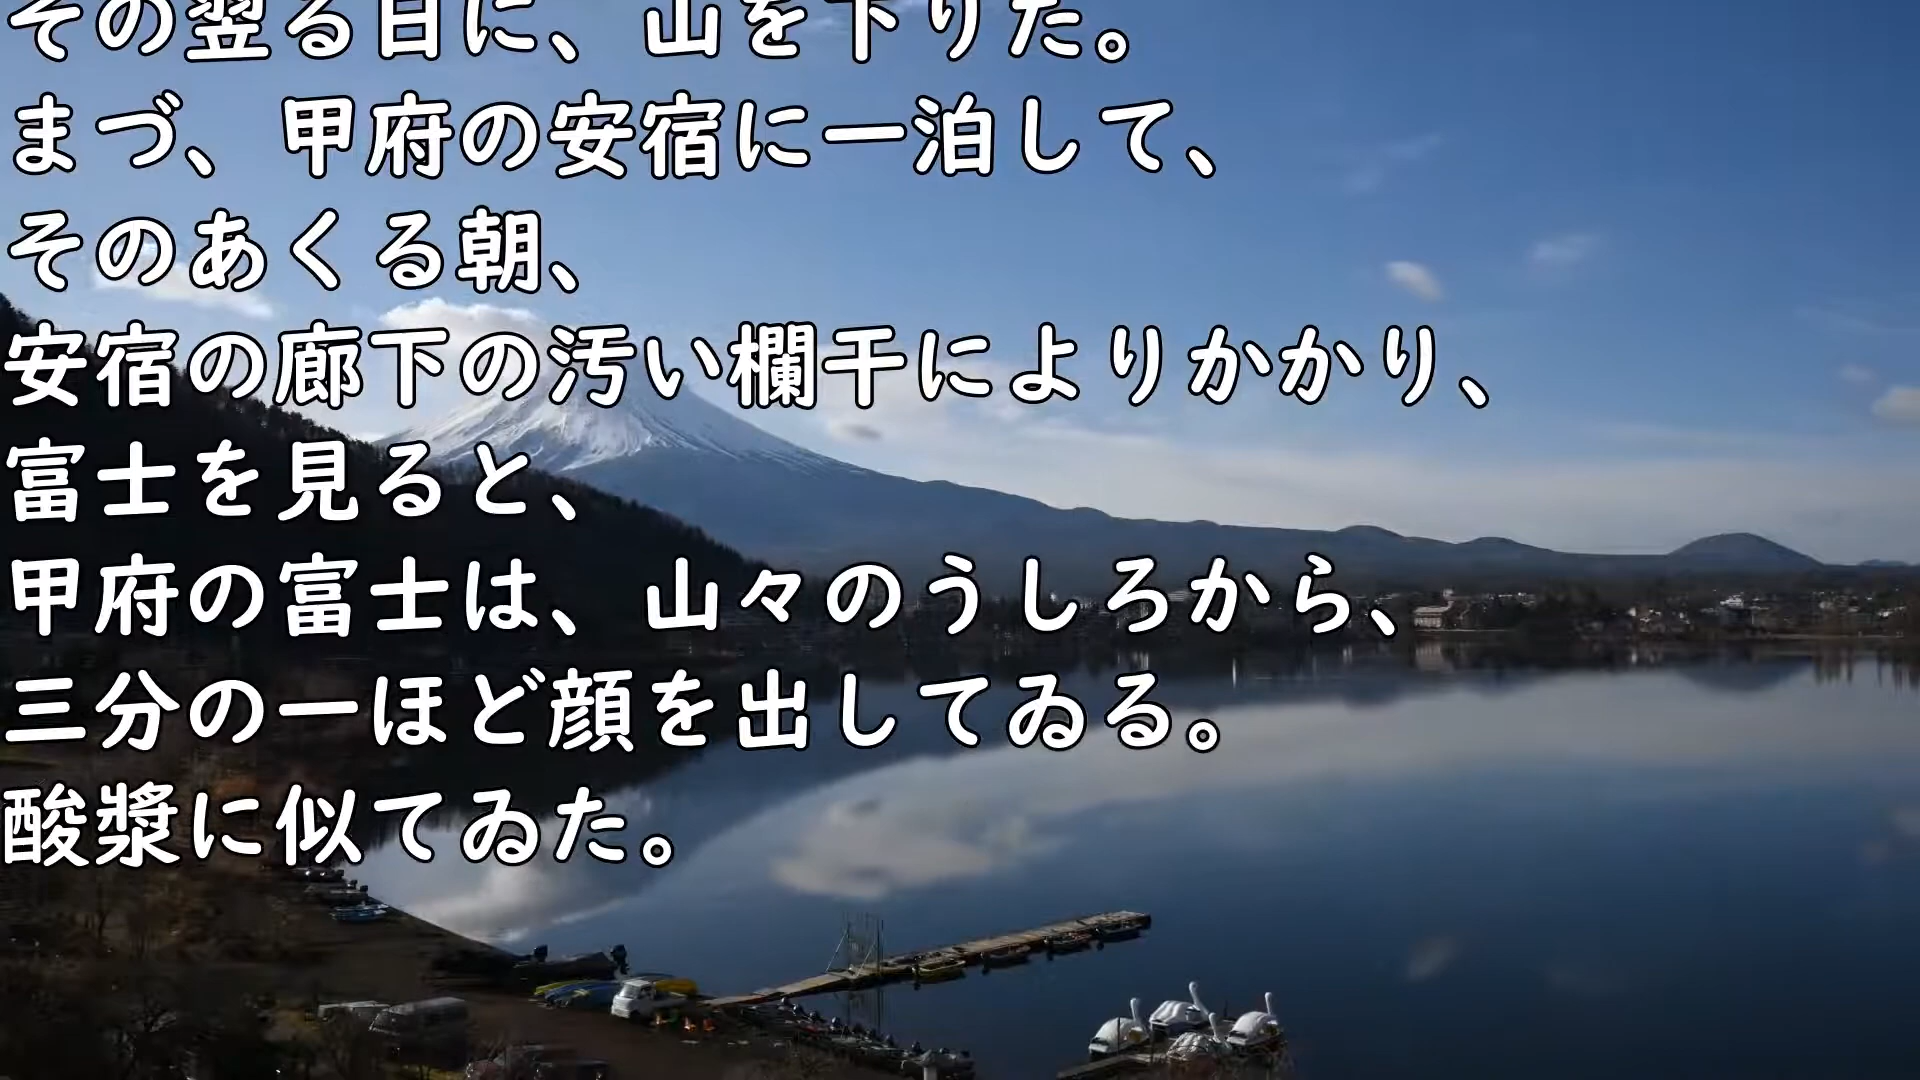 その翌る日に、山を下りた。
まづ、甲府の安宿に一泊して、
そのあくる朝、
安宿の廊下の汚い欄干によりかかり、
富士を見ると、
甲府の富士は、山々のうしろから、
三分の一ほど顔を出してゐる。
酸漿に似てゐた。